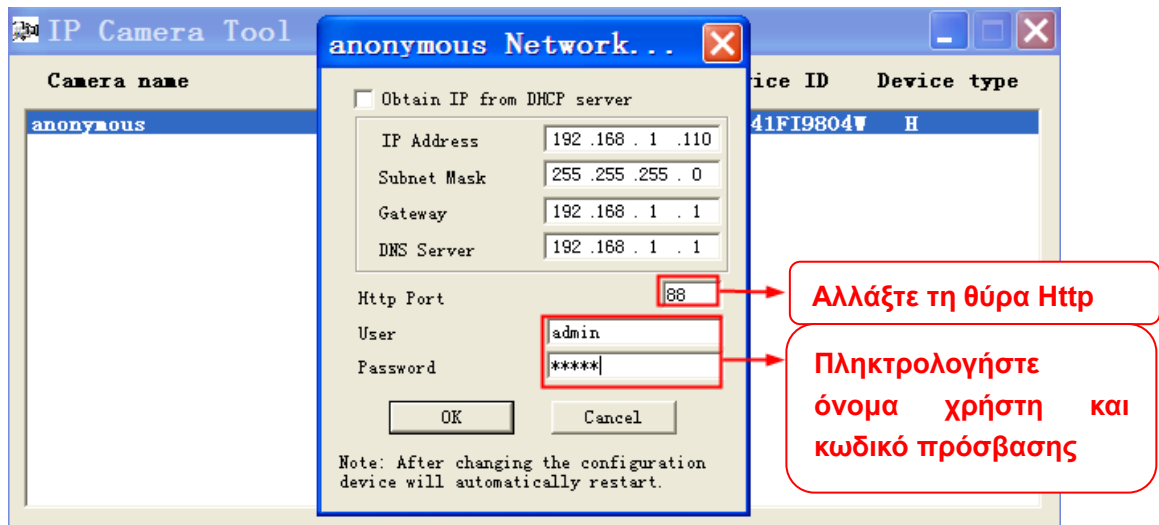 IP Camera Tool
anonymous Network...
Camera name
ice ID Device type
anonymous
41FI9804W H
Obtain IP from DHCP server
IP Address 192 .168 . 1 .110
Subnet Mask 255 .255 .255 . 0
Gateway 192 .168 . 1 . 1
DNS Server 192 .168 . 1 . 1
Http Port 88
User admin
Password *****
OK Cancel
Note: After changing the configuration
device will automatically restart.
Αλλάξτε τη θύρα Http
Πληκτρολογήστε
όνομα χρήστη και
κωδικό πρόσβασης